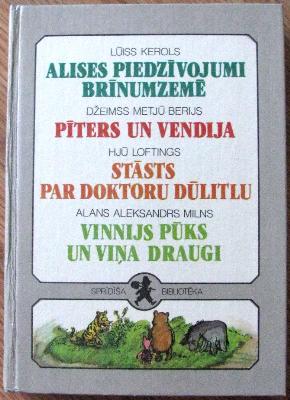 LŪISS KEROLS
ALISES PIEDZĪVOJUMI
BRĪNUMZEMĒ
DŽEIMSS METJŪ BERIJS
PĪTERS UN VENDIJA
HJŪ LOFTINGS
STĀSTS
PAR DOKTORU DŪLITLU
ALANS ALEKSANDRS MILNS
VINNIJS PŪKS
UN VIŅA DRAUGI
SPRĪDĪŠA BIBLIOTĒKA